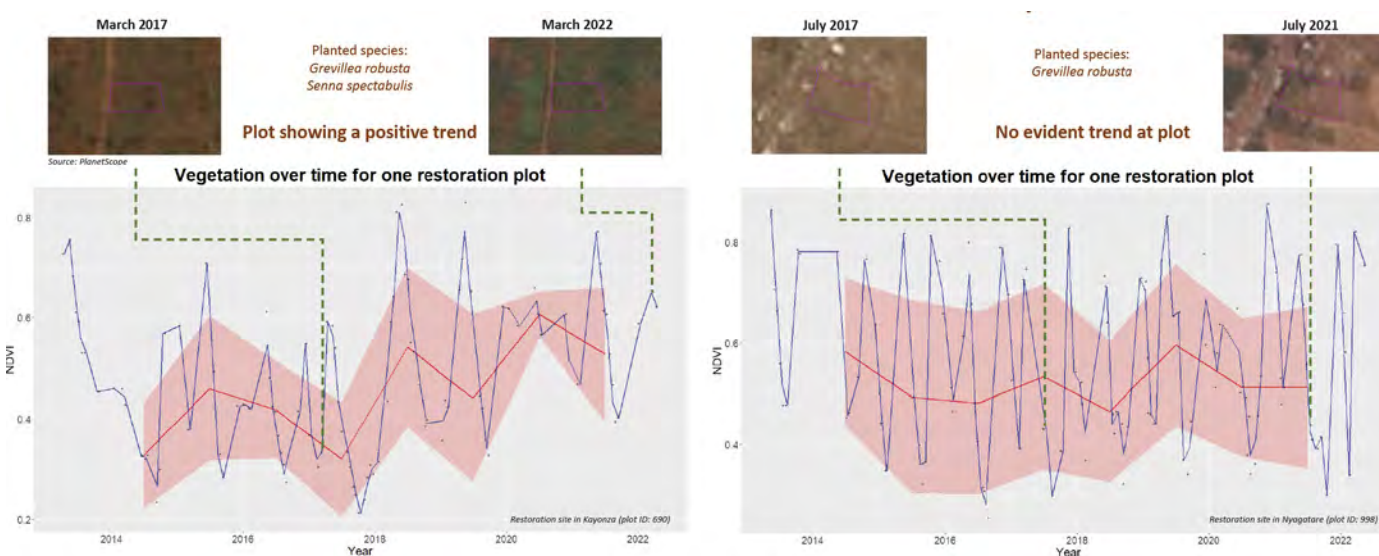 March 2017
Planted species:
Grevillea robusta
Senna spectabulis
Plot showing a positive trend
March 2022
Source: PlanetScope
Vegetation over time for one restoration plot
NDVI
0.8
0.6
0.4
0.2
Restoration site in Kayonza (plot ID: 690)
2014
2016
2018
2020
2022
Year
July 2017
Planted species:
Grevillea robusta
No evident trend at plot
July 2021
Vegetation over time for one restoration plot
NDVI
0.8
0.6
0.4
Restoration site in Nyagatare (plot ID: 998)
2014
2016
2018
2020
2022
Year